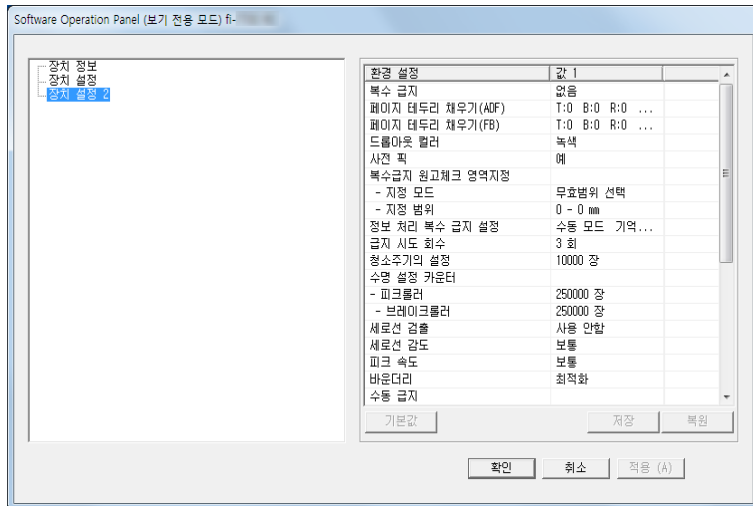 Software Operation Panel (보기 전용 모드) fi-
장치 정보
장치 설정
장치 설정 2
환경 설정 값 1
복수 급지 없음
페이지 테두리 채우기(ADF) T:0 B:0 R:0 ...
페이지 테두리 채우기(FB) T:0 B:0 R:0 ...
드롭아웃 컬러 녹색
사전 픽 예
복수급지 원고체크 영역지정
- 지정 모드 무효범위 선택
- 지정 범위 0 - 0 mm
정보 처리 복수 급지 설정 수동 모드 기억...
급지 시도 회수 3 회
청소주기의 설정 10000 장
수명 설정 카운터
- 피크롤러 250000 장
- 브레이크롤러 250000 장
세로선 검출 사용 안함
세로선 감도 보통
피크 속도 보통
바운더리 최적화
수동 급지
기본값 저장 복원
확인 취소 적용 (A)